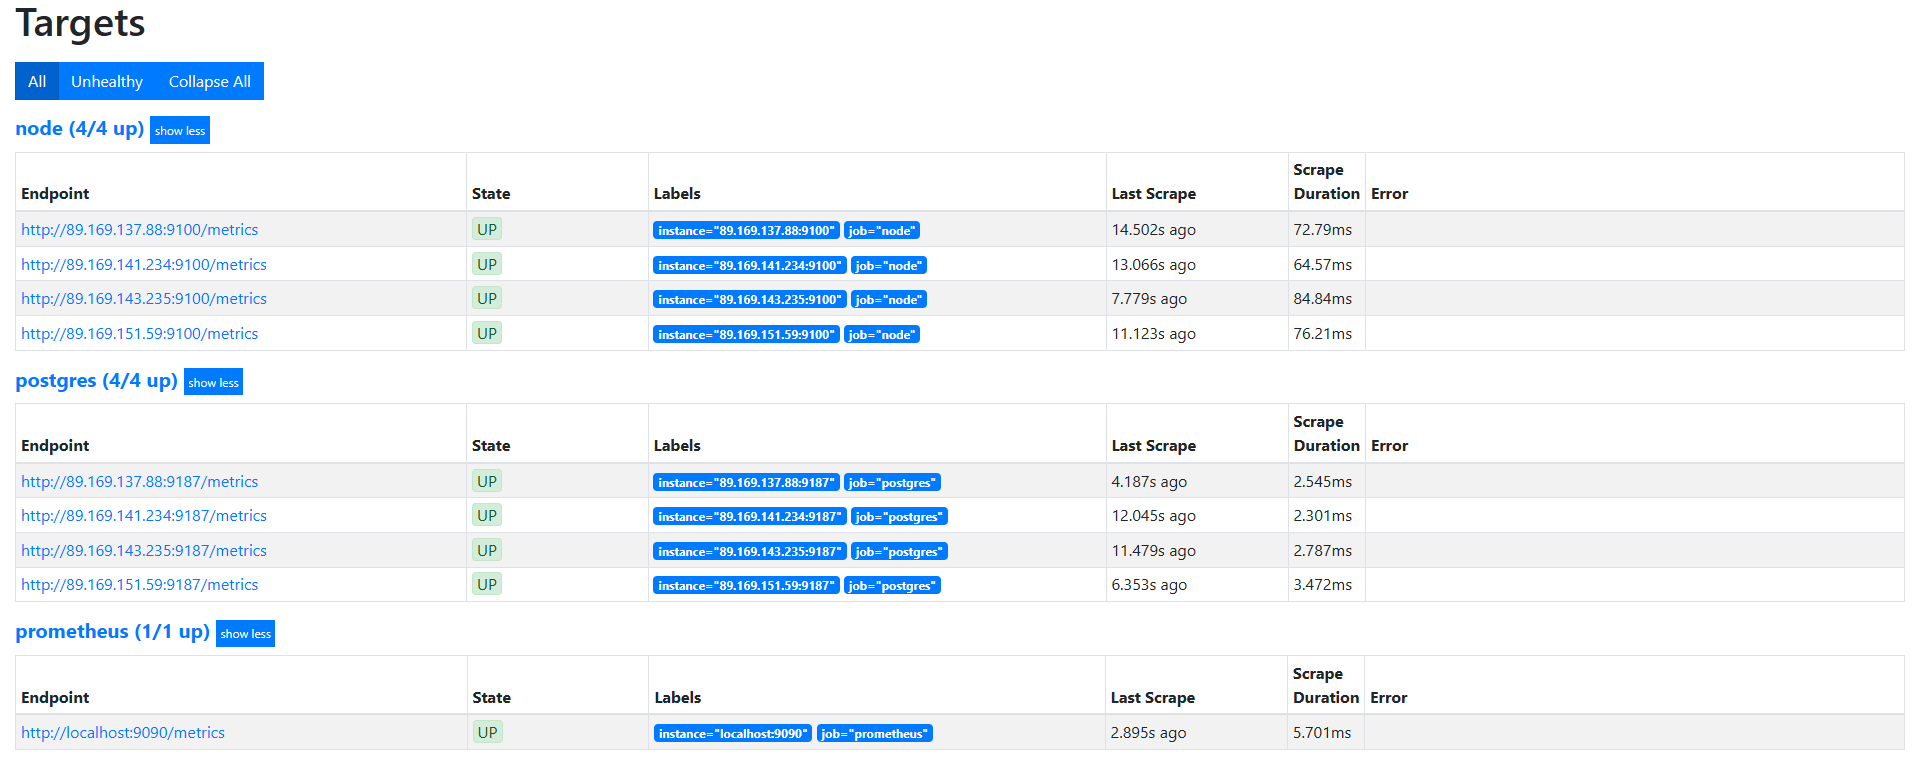 Targets
All Unhealthy Collapse All
node (4/4 up) show less
Endpoint State Labels Last Scrape Scrape Duration Error
http://89.169.137.88:9100/metrics UP instance="89.169.137.88:9100" job="node" 14.502s ago 72.79ms
http://89.169.141.234:9100/metrics UP instance="89.169.141.234:9100" job="node" 13.066s ago 64.57ms
http://89.169.143.235:9100/metrics UP instance="89.169.143.235:9100" job="node" 7.779s ago 84.84ms
http://89.169.151.59:9100/metrics UP instance="89.169.151.59:9100" job="node" 11.123s ago 76.21ms
postgres (4/4 up) show less
Endpoint State Labels Last Scrape Scrape Duration Error
http://89.169.137.88:9187/metrics UP instance="89.169.137.88:9187" job="postgres" 4.187s ago 2.545ms
http://89.169.141.234:9187/metrics UP instance="89.169.141.234:9187" job="postgres" 12.045s ago 2.301ms
http://89.169.143.235:9187/metrics UP instance="89.169.143.235:9187" job="postgres" 11.479s ago 2.787ms
http://89.169.151.59:9187/metrics UP instance="89.169.151.59:9187" job="postgres" 6.353s ago 3.472ms
prometheus (1/1 up) show less
Endpoint State Labels Last Scrape Scrape Duration Error
http://localhost:9090/metrics UP instance="localhost:9090" job="prometheus" 2.895s ago 5.701ms